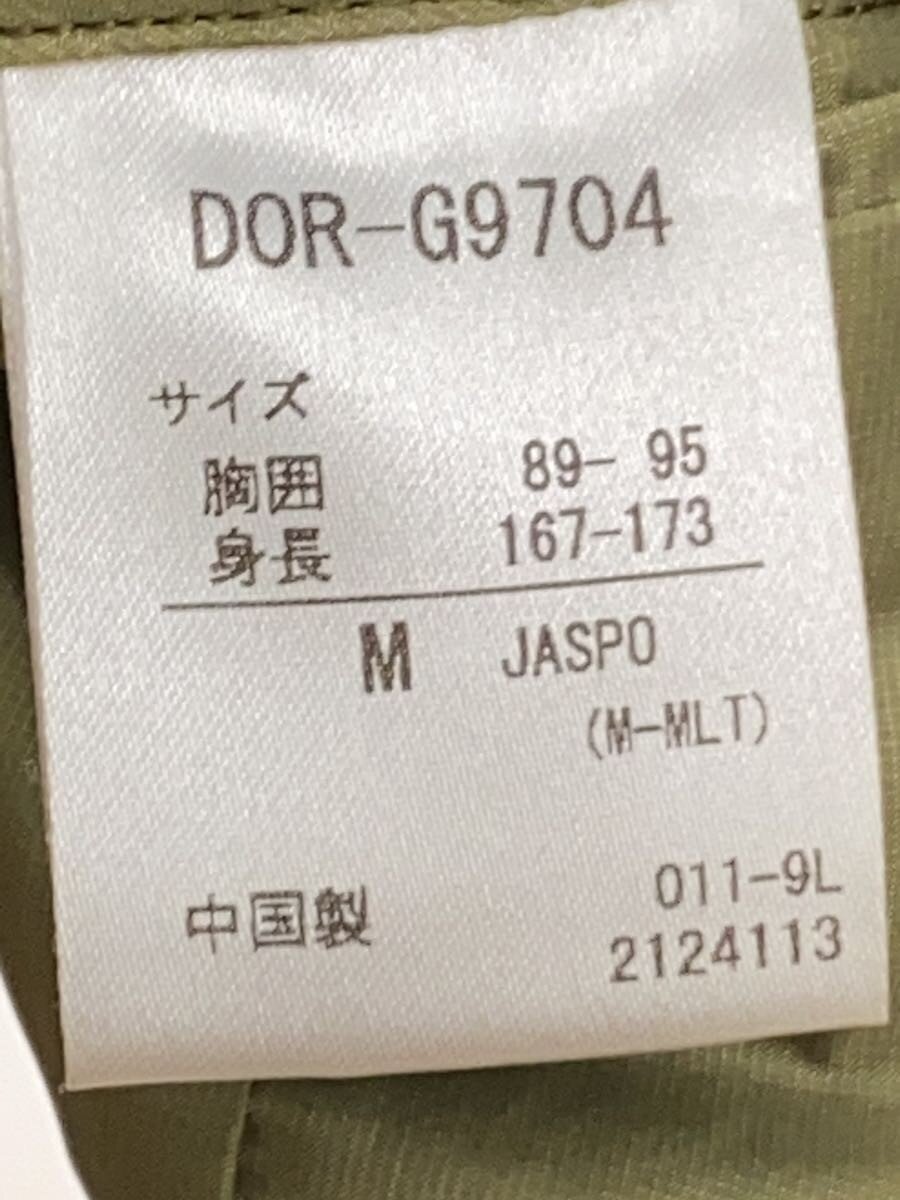 DOR-G9704
サイズ
胸囲 89- 95
身長 167-173
M JASPO
(M-MLT)
011-9L
中国製 2124113